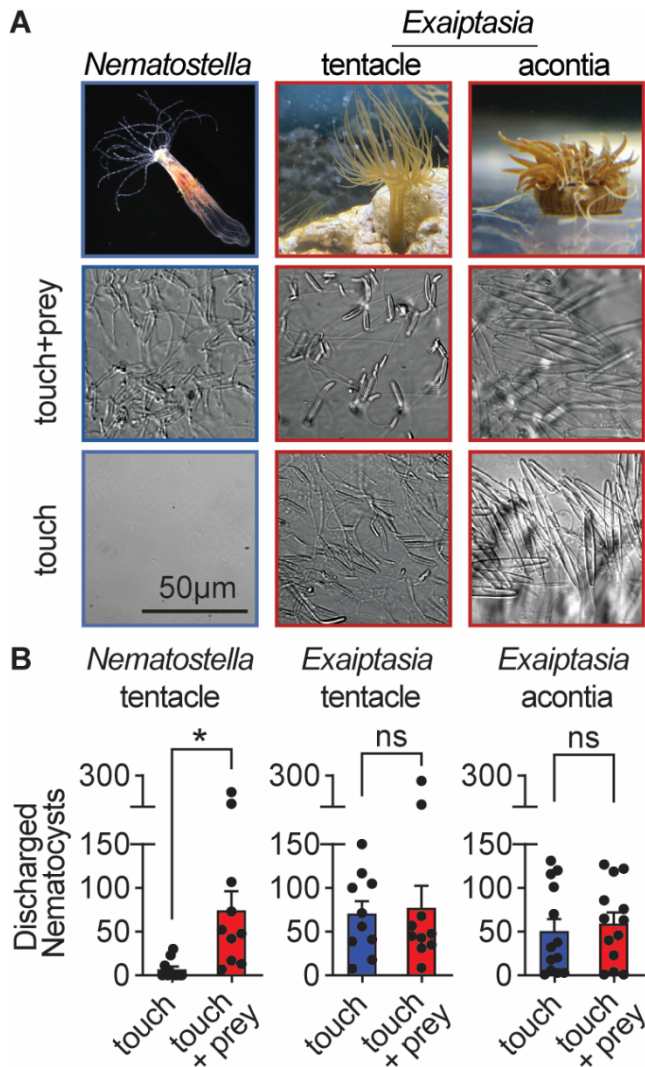 A
Exaiptasia
Nematostella tentacle acontia
touch+prey
touch
50µm
B
Nematostella Exaiptasia Exaiptasia
tentacle tentacle acontia
* ns ns
300 300 300
Discharged
Nematocysts
150 150 150
100 100 100
50 50 50
0 0 0
touch touch + prey touch touch + prey touch touch + prey